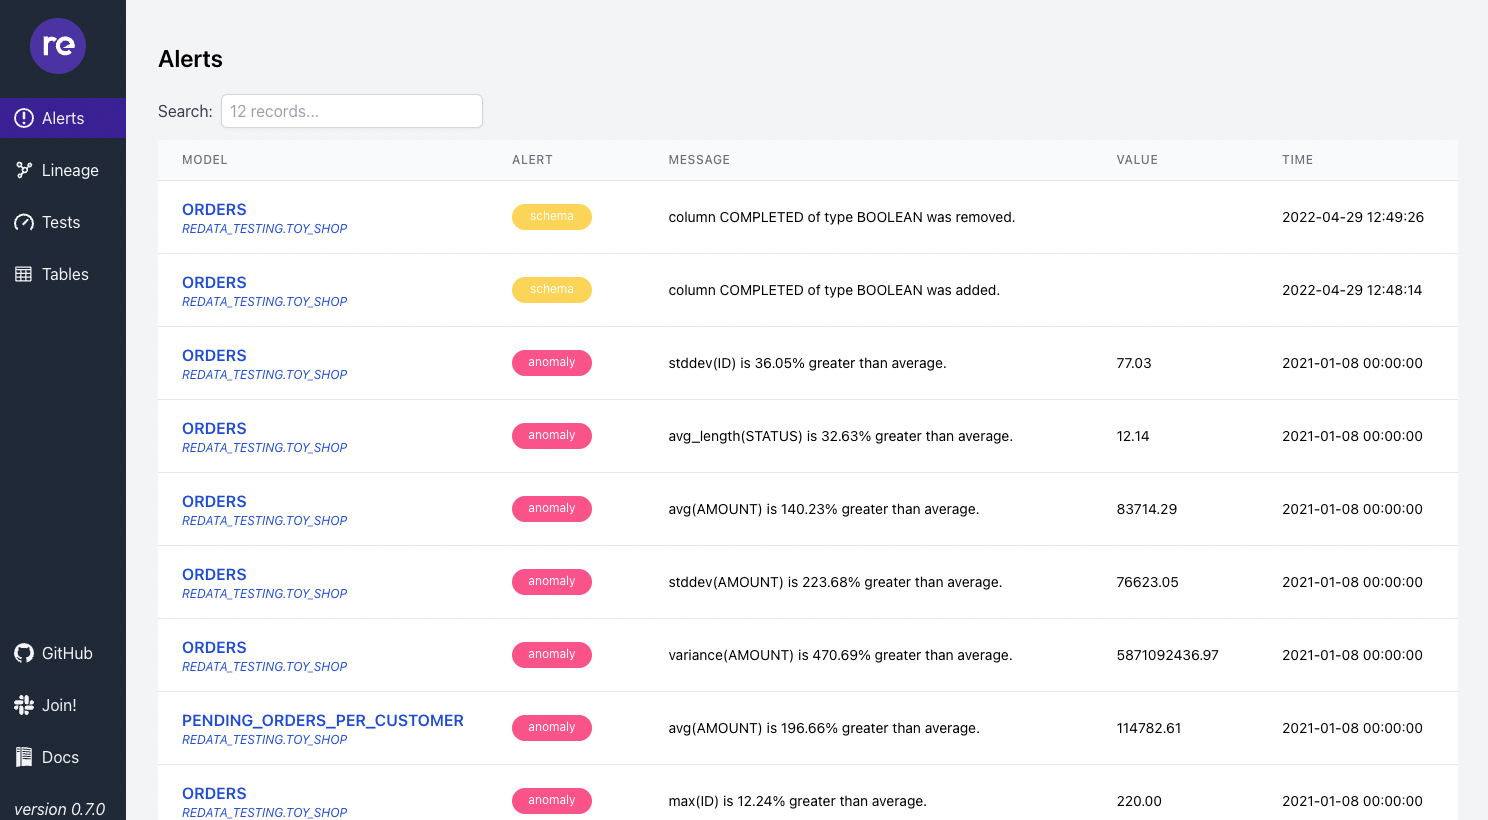 re
Alerts
Lineage
Tests
Tables
GitHub
Join!
Docs
version 0.7.0
Alerts
Search: 12 records...
MODEL ALERT MESSAGE VALUE TIME
ORDERS
REDATA_TESTING.TOY_SHOP
schema
column COMPLETED of type BOOLEAN was removed.
2022-04-29 12:49:26
ORDERS
REDATA_TESTING.TOY_SHOP
schema
column COMPLETED of type BOOLEAN was added.
2022-04-29 12:48:14
ORDERS
REDATA_TESTING.TOY_SHOP
anomaly
stddev(ID) is 36.05% greater than average.
77.03
2021-01-08 00:00:00
ORDERS
REDATA_TESTING.TOY_SHOP
anomaly
avg_length(STATUS) is 32.63% greater than average.
12.14
2021-01-08 00:00:00
ORDERS
REDATA_TESTING.TOY_SHOP
anomaly
avg(AMOUNT) is 140.23% greater than average.
83714.29
2021-01-08 00:00:00
ORDERS
REDATA_TESTING.TOY_SHOP
anomaly
stddev(AMOUNT) is 223.68% greater than average.
76623.05
2021-01-08 00:00:00
ORDERS
REDATA_TESTING.TOY_SHOP
anomaly
variance(AMOUNT) is 470.69% greater than average.
5871092436.97
2021-01-08 00:00:00
PENDING_ORDERS_PER_CUSTOMER
REDATA_TESTING.TOY_SHOP
anomaly
avg(AMOUNT) is 196.66% greater than average.
114782.61
2021-01-08 00:00:00
ORDERS
REDATA_TESTING.TOY_SHOP
anomaly
max(ID) is 12.24% greater than average.
220.00
2021-01-08 00:00:00